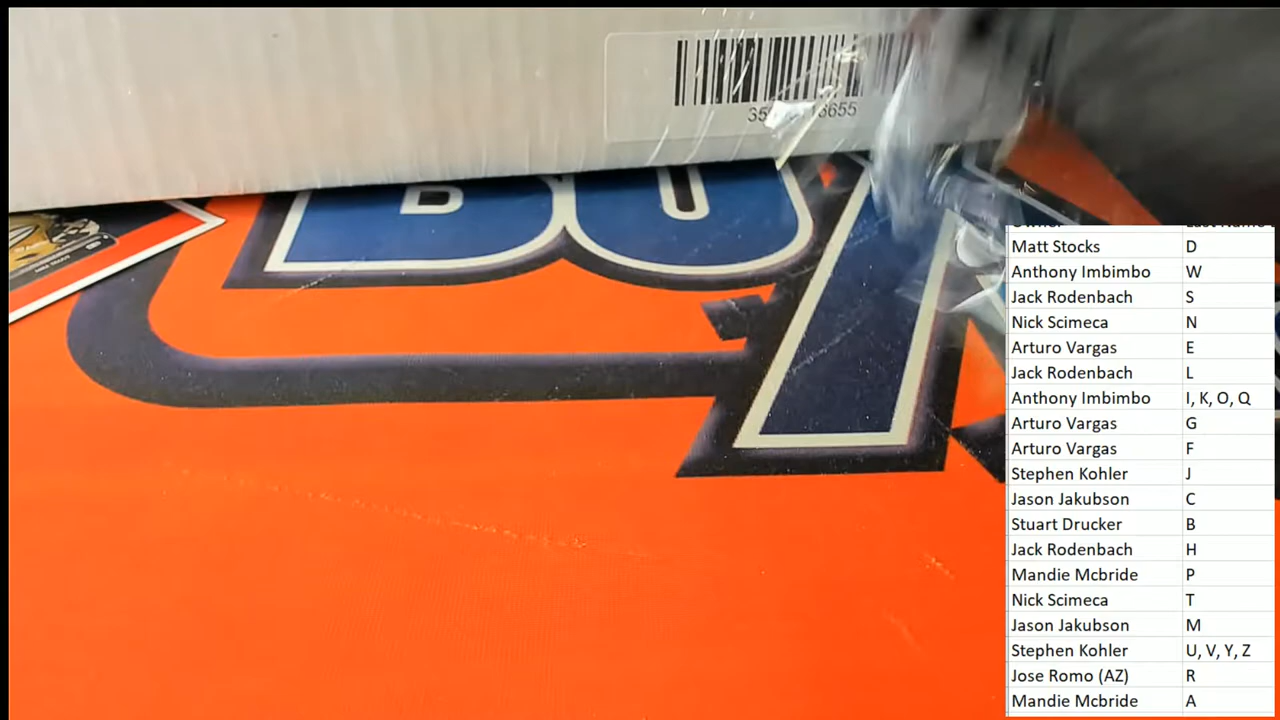 BU
Matt Stocks D
Anthony Imbimbo W
Jack Rodenbach S
Nick Scimeca N
Arturo Vargas E
Jack Rodenbach L
Anthony Imbimbo I, K, O, Q
Arturo Vargas G
Arturo Vargas F
Stephen Kohler J
Jason Jakubson C
Stuart Drucker B
Jack Rodenbach H
Mandie Mcbride P
Nick Scimeca T
Jason Jakubson M
Stephen Kohler U, V, Y, Z
Jose Romo (AZ) R
Mandie Mcbride A